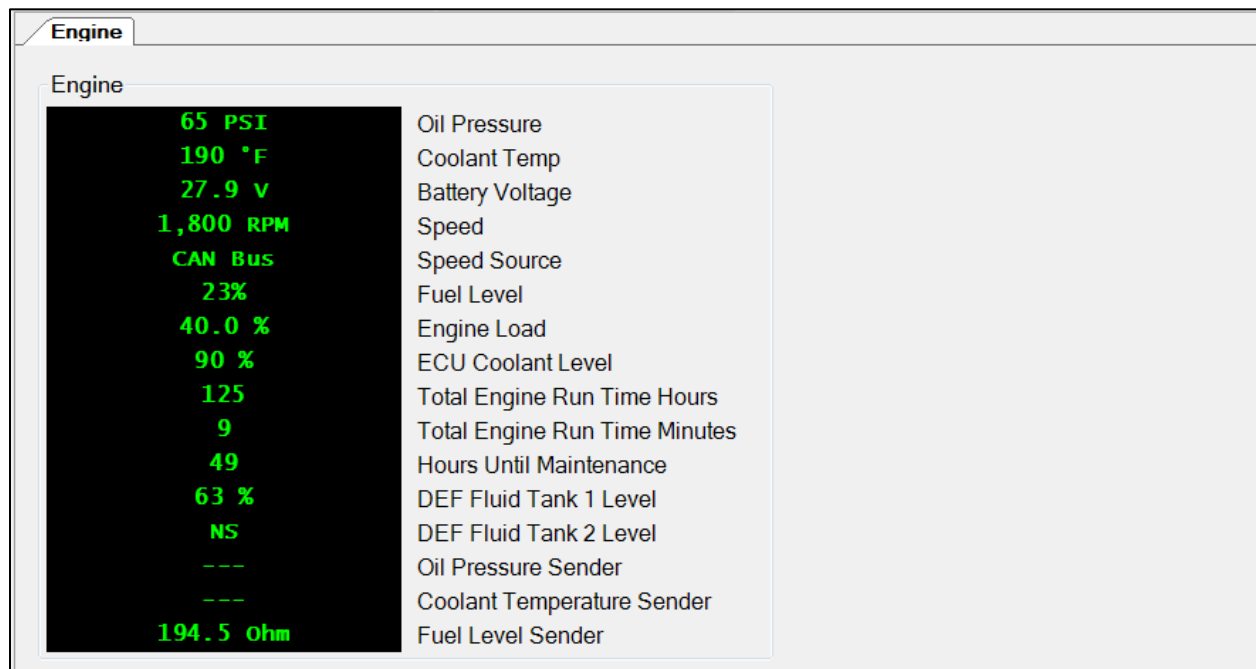 Engine
Engine
65 PSI Oil Pressure
190 °F Coolant Temp
27.9 V Battery Voltage
1,800 RPM Speed
CAN Bus Speed Source
23% Fuel Level
40.0 % Engine Load
90 % ECU Coolant Level
125 Total Engine Run Time Hours
9 Total Engine Run Time Minutes
49 Hours Until Maintenance
63 % DEF Fluid Tank 1 Level
NS DEF Fluid Tank 2 Level
--- Oil Pressure Sender
--- Coolant Temperature Sender
194.5 Ohm Fuel Level Sender